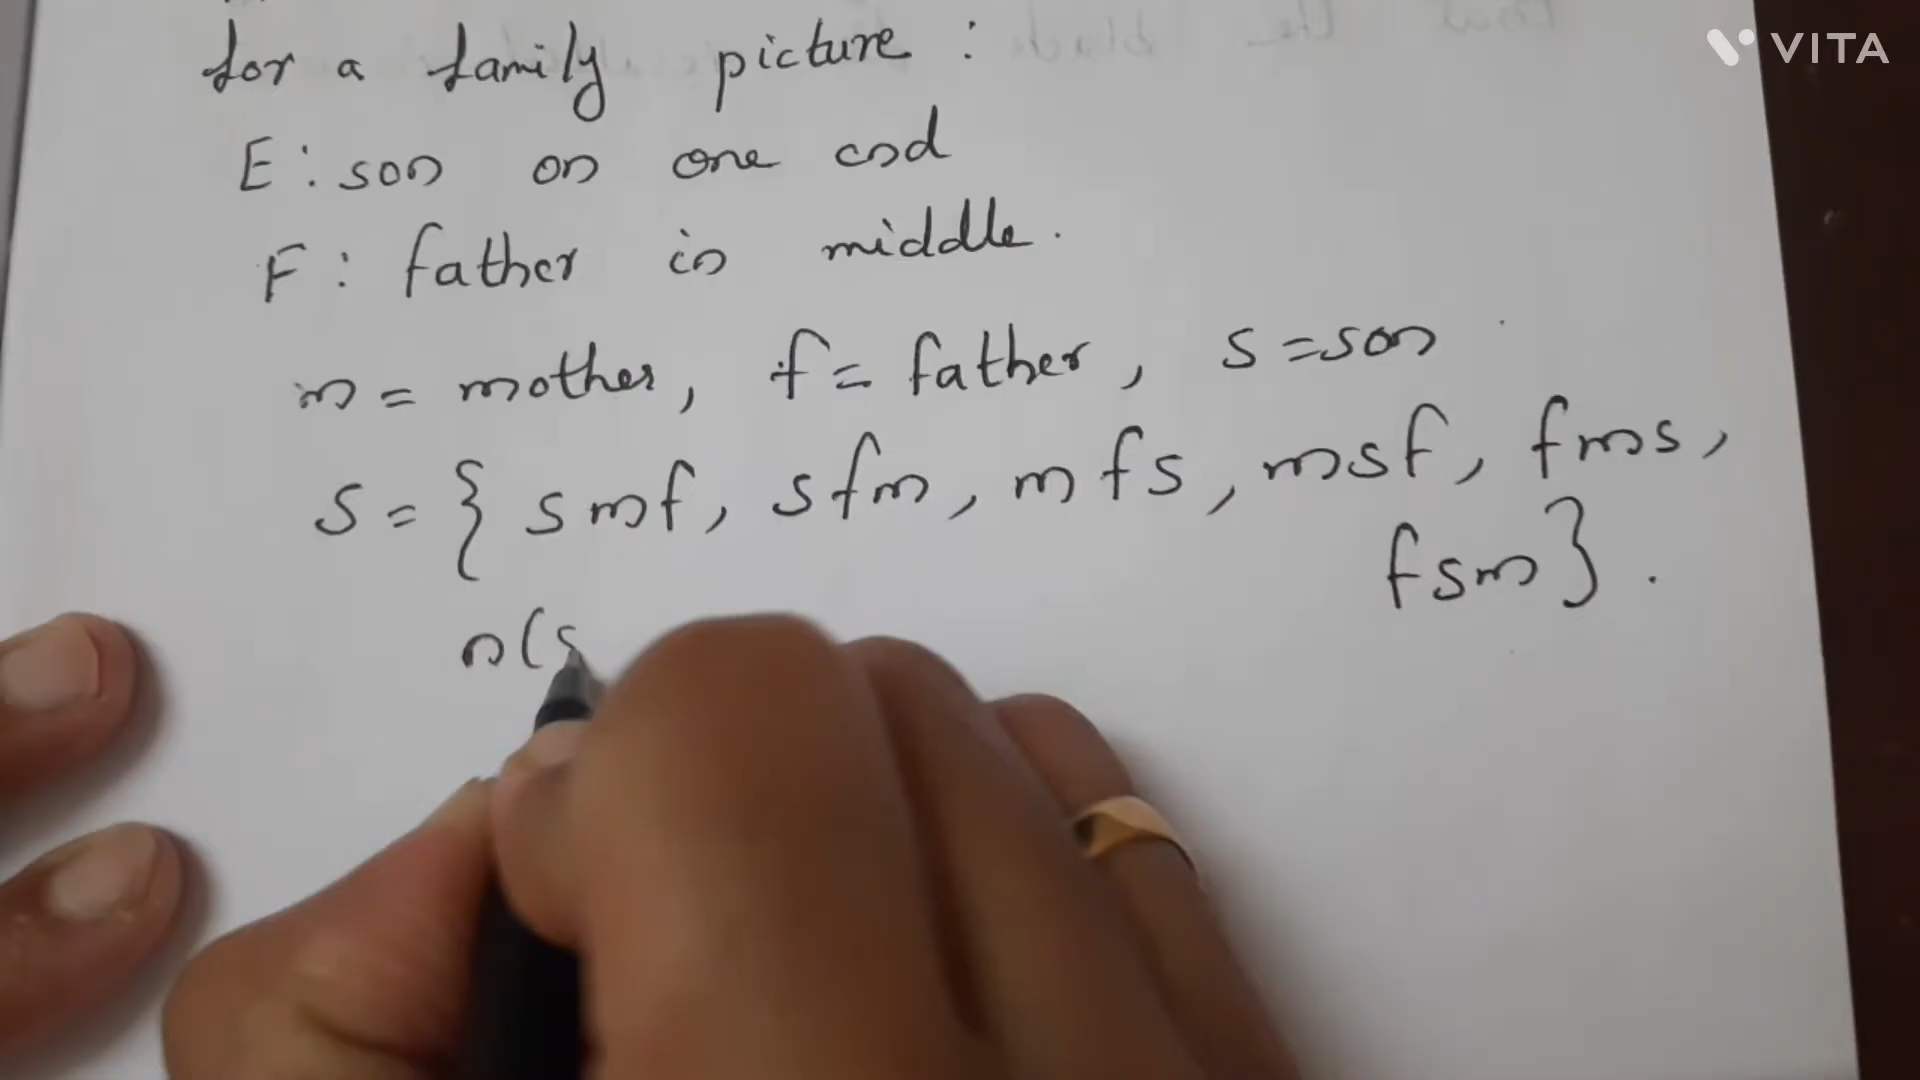 VITA
for a family picture :
E : son on one end
F : father in middle.
m = mother, f = father, s = son
S = { smf, sfm, mfs, msf, fms,
fsm } .
n(s